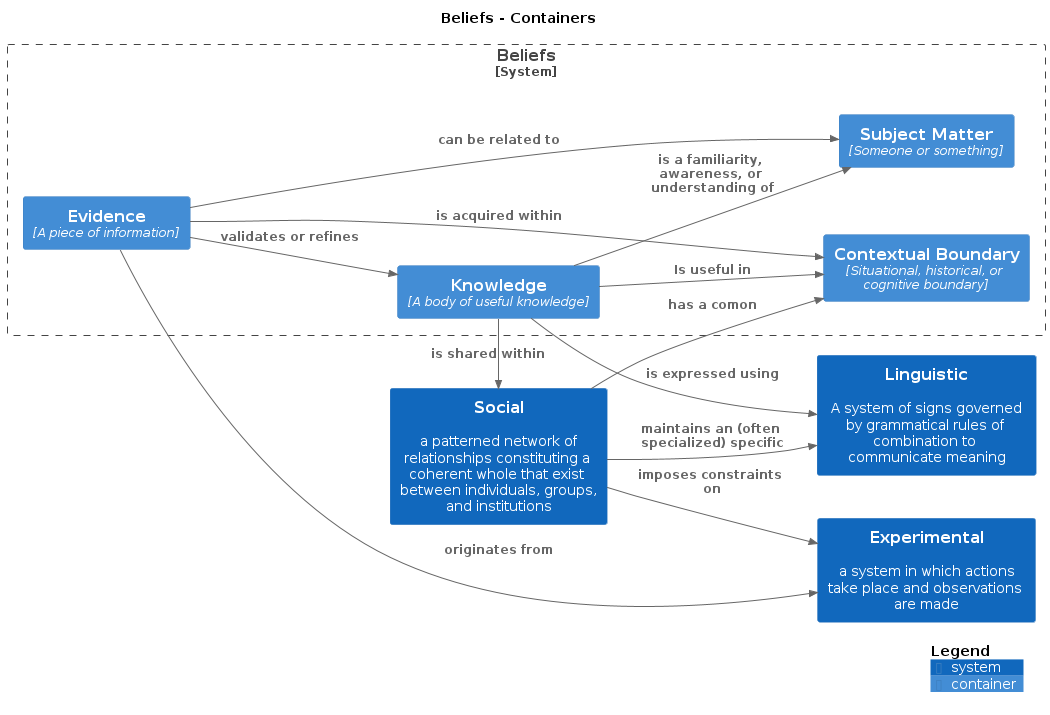 Beliefs - Containers
Beliefs
[System]
can be related to
Subject Matter
[Someone or something]
is a familiarity,
awareness, or
understanding of
Evidence
[A piece of information]
is acquired within
validates or refines
Contextual Boundary
[Situational, historical, or
cognitive boundary]
Knowledge
[A body of useful knowledge]
Is useful in
has a comon
is shared within
is expressed using
Linguistic
A system of signs governed
by grammatical rules of
combination to
communicate meaning
Social
a patterned network of
relationships constituting a
coherent whole that exist
between individuals, groups,
and institutions
maintains an (often
specialized) specific
imposes constraints
on
originates from
Experimental
a system in which actions
take place and observations
are made
Legend
system
container